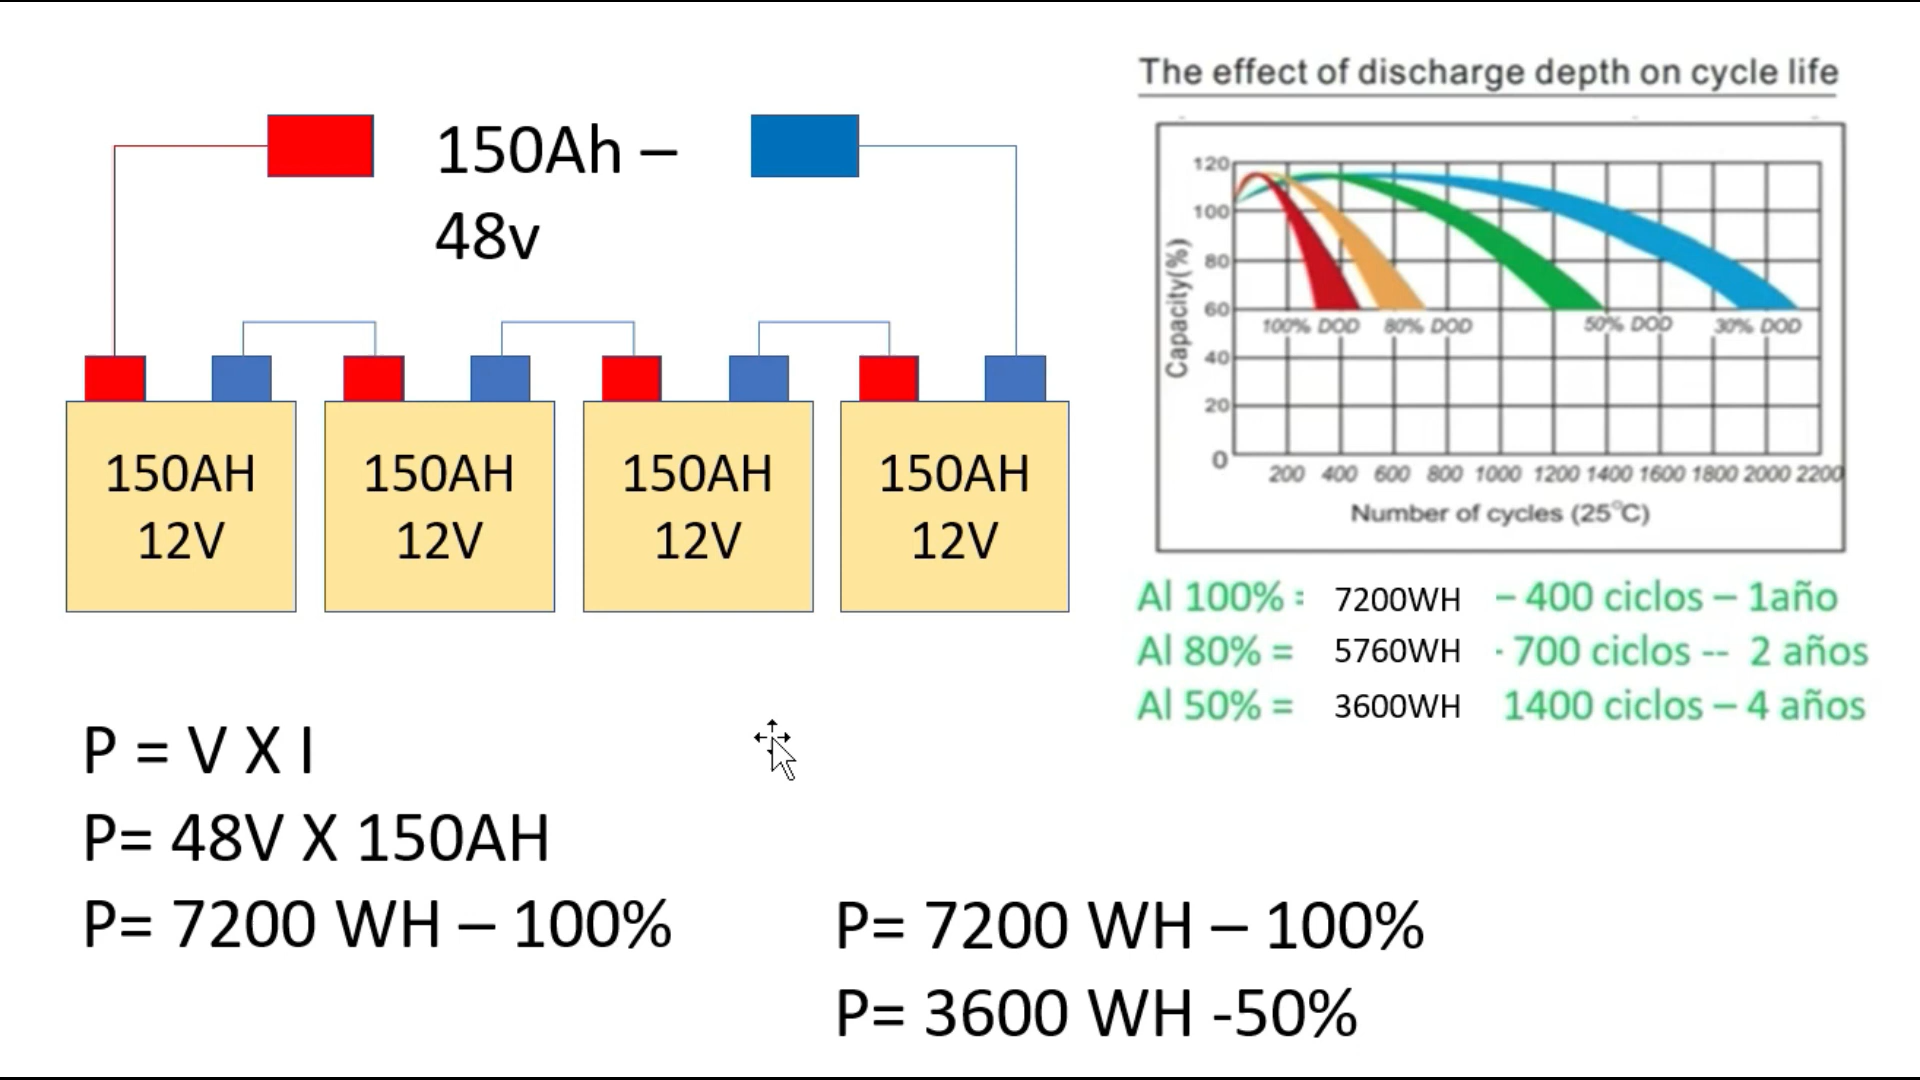 150Ah –
48v
150AH
12V
150AH
12V
150AH
12V
150AH
12V
P = V X I
P= 48V X 150AH
P= 7200 WH – 100%
P= 7200 WH – 100%
P= 3600 WH -50%
The effect of discharge depth on cycle life
Capacity(%)
120
100
80
60
40
20
0
100% DOD 80% DOD 50% DOD 30% DOD
200 400 600 800 1000 1200 1400 1600 1800 2000 2200
Number of cycles (25°C)
Al 100% = 7200WH – 400 ciclos – 1año
Al 80% = 5760WH - 700 ciclos -- 2 años
Al 50% = 3600WH 1400 ciclos – 4 años